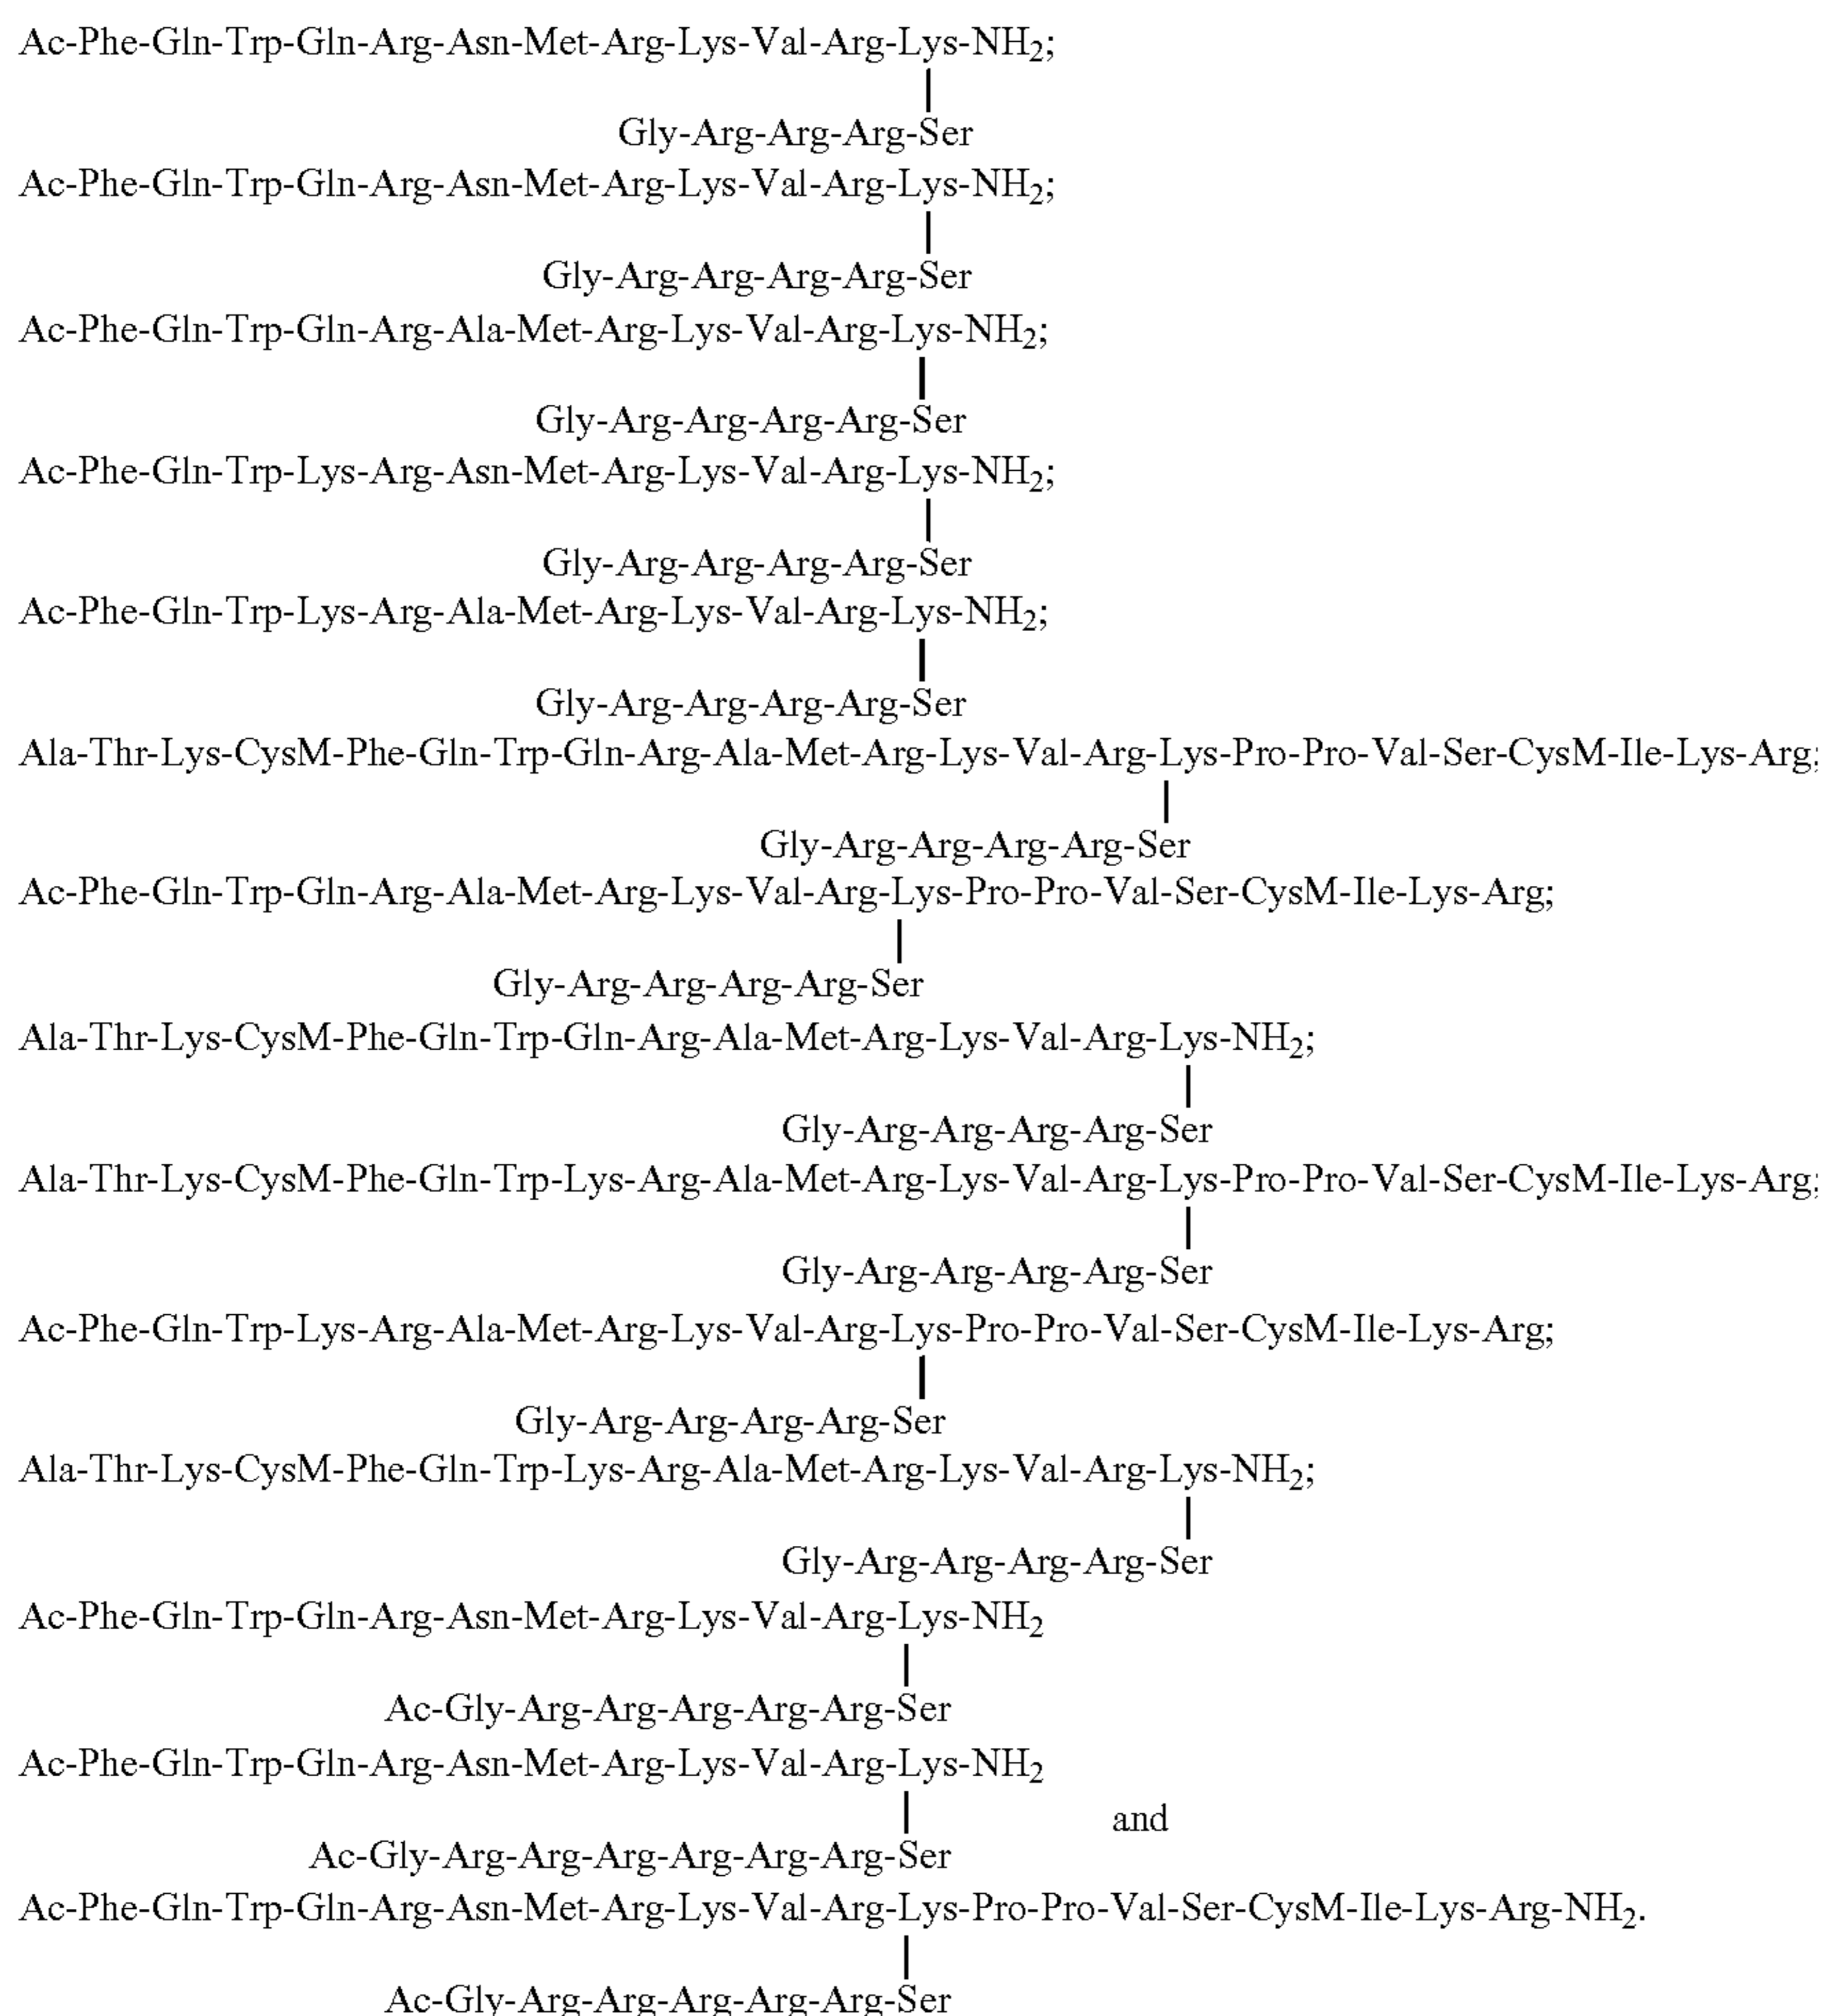 Ac-Phe-Gln-Trp-Gln-Arg-Asn-Met-Arg-Lys-Val-Arg-Lys-NH2;
Gly-Arg-Arg-Arg-Ser
Ac-Phe-Gln-Trp-Gln-Arg-Asn-Met-Arg-Lys-Val-Arg-Lys-NH2;
Gly-Arg-Arg-Arg-Arg-Ser
Ac-Phe-Gln-Trp-Gln-Arg-Ala-Met-Arg-Lys-Val-Arg-Lys-NH2;
Gly-Arg-Arg-Arg-Arg-Ser
Ac-Phe-Gln-Trp-Lys-Arg-Asn-Met-Arg-Lys-Val-Arg-Lys-NH2;
Gly-Arg-Arg-Arg-Arg-Ser
Ac-Phe-Gln-Trp-Lys-Arg-Ala-Met-Arg-Lys-Val-Arg-Lys-NH2;
Gly-Arg-Arg-Arg-Arg-Ser
Ala-Thr-Lys-CysM-Phe-Gln-Trp-Gln-Arg-Ala-Met-Arg-Lys-Val-Arg-Lys-Pro-Pro-Val-Ser-CysM-Ile-Lys-Arg;
Gly-Arg-Arg-Arg-Arg-Ser
Ac-Phe-Gln-Trp-Gln-Arg-Ala-Met-Arg-Lys-Val-Arg-Lys-Pro-Pro-Val-Ser-CysM-Ile-Lys-Arg;
Gly-Arg-Arg-Arg-Arg-Ser
Ala-Thr-Lys-CysM-Phe-Gln-Trp-Gln-Arg-Ala-Met-Arg-Lys-Val-Arg-Lys-NH2;
Gly-Arg-Arg-Arg-Arg-Ser
Ala-Thr-Lys-CysM-Phe-Gln-Trp-Lys-Arg-Ala-Met-Arg-Lys-Val-Arg-Lys-Pro-Pro-Val-Ser-CysM-Ile-Lys-Arg;
Gly-Arg-Arg-Arg-Arg-Ser
Ac-Phe-Gln-Trp-Lys-Arg-Ala-Met-Arg-Lys-Val-Arg-Lys-Pro-Pro-Val-Ser-CysM-Ile-Lys-Arg;
Gly-Arg-Arg-Arg-Arg-Ser
Ala-Thr-Lys-CysM-Phe-Gln-Trp-Lys-Arg-Ala-Met-Arg-Lys-Val-Arg-Lys-NH2;
Gly-Arg-Arg-Arg-Arg-Ser
Ac-Phe-Gln-Trp-Gln-Arg-Asn-Met-Arg-Lys-Val-Arg-Lys-NH2
Ac-Gly-Arg-Arg-Arg-Arg-Arg-Ser
Ac-Phe-Gln-Trp-Gln-Arg-Asn-Met-Arg-Lys-Val-Arg-Lys-NH2
and
Ac-Gly-Arg-Arg-Arg-Arg-Arg-Arg-Ser
Ac-Phe-Gln-Trp-Gln-Arg-Asn-Met-Arg-Lys-Val-Arg-Lys-Pro-Pro-Val-Ser-CysM-Ile-Lys-Arg-NH2.
Ac-Gly-Arg-Arg-Arg-Arg-Arg-Ser